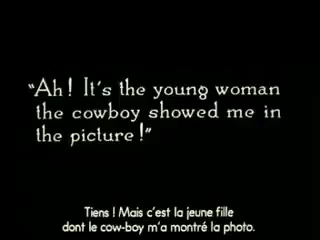 "Ah! It's the young woman
the cowboy showed me in
the picture!"
Tiens ! Mais c'est la jeune fille
dont le cow-boy m'a montré la photo.